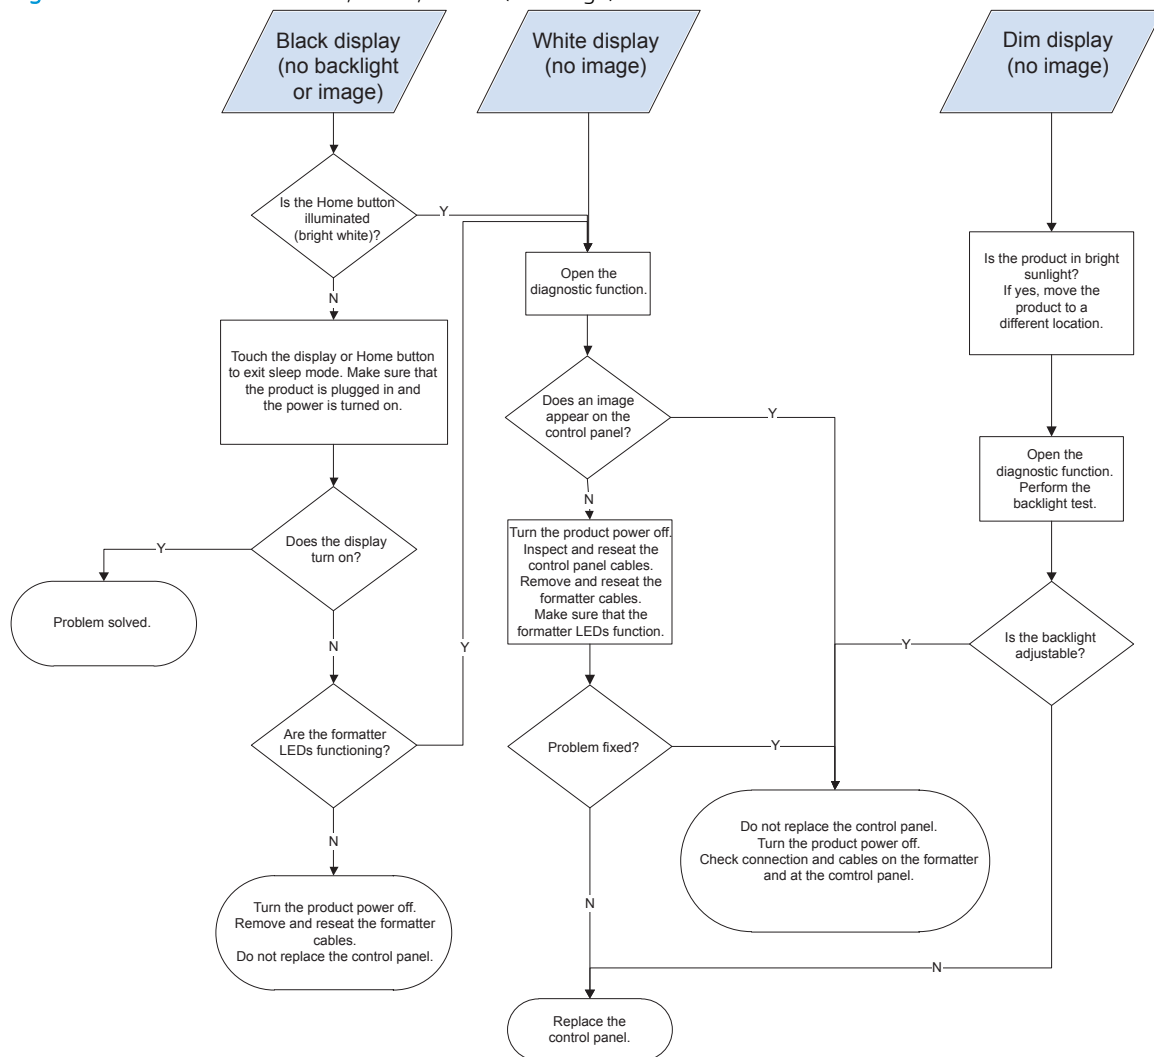 Black display
(no backlight
or image)
White display
(no image)
Dim display
(no image)
Is the Home button
illuminated
(bright white)?
Y
N
Touch the display or Home button
to exit sleep mode. Make sure that
the product is plugged in and
the power is turned on.
Does the display
turn on?
Y
Problem solved.
N
Are the formatter
LEDs functioning?
Y
N
Turn the product power off.
Remove and reseat the formatter
cables.
Do not replace the control panel.
Open the
diagnostic function.
Does an image
appear on the
control panel?
Y
N
Turn the product power off.
Inspect and reseat the
control panel cables.
Remove and reseat the
formatter cables.
Make sure that the
formatter LEDs function.
Problem fixed?
Y
N
Replace the
control panel.
Is the product in bright
sunlight?
If yes, move the
product to a
different location.
Open the
diagnostic function.
Perform the
backlight test.
Is the backlight
adjustable?
Y
N
Do not replace the control panel.
Turn the product power off.
Check connection and cables on the formatter
and at the comtrol panel.